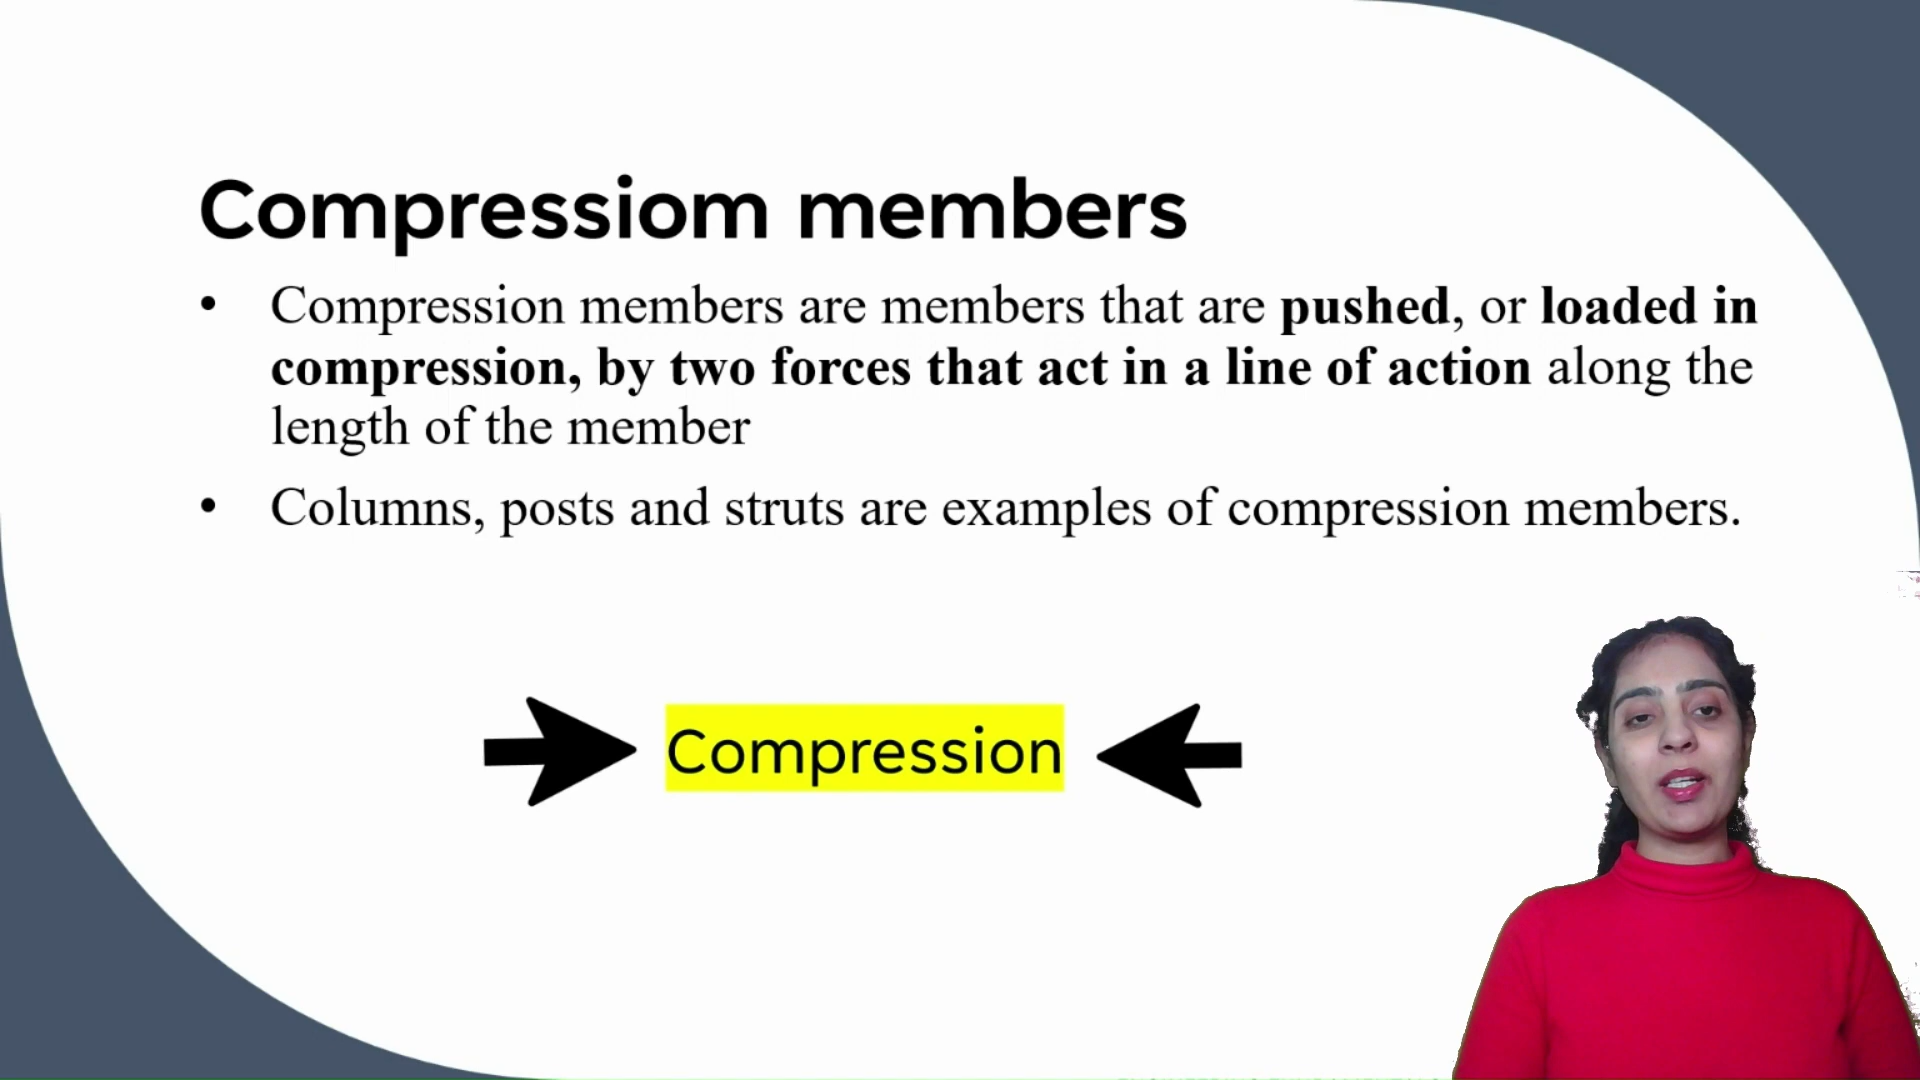 Compressiom members
• Compression members are members that are pushed, or loaded in
compression, by two forces that act in a line of action along the
length of the member
• Columns, posts and struts are examples of compression members.
Compression